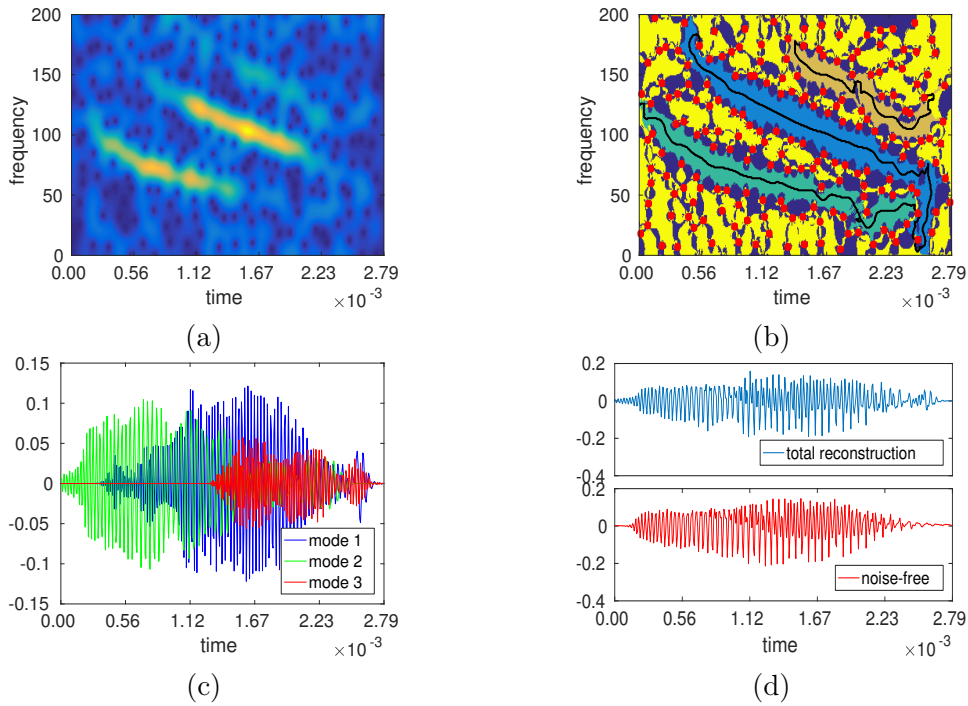 200
150
100
50
0
frequency
0.00 0.56 1.12 1.67 2.23 2.79
time
×10⁻³
(a)
200
150
100
50
0
frequency
0.00 0.56 1.12 1.67 2.23 2.79
time
×10⁻³
(b)
0.15
0.1
0.05
0
-0.05
-0.1
-0.15
mode 1
mode 2
mode 3
0.00 0.56 1.12 1.67 2.23 2.79
time
×10⁻³
(c)
0.2
0
-0.2
-0.4
total reconstruction
0.2
0
-0.2
-0.4
noise-free
0.00 0.56 1.12 1.67 2.23 2.79
time
×10⁻³
(d)